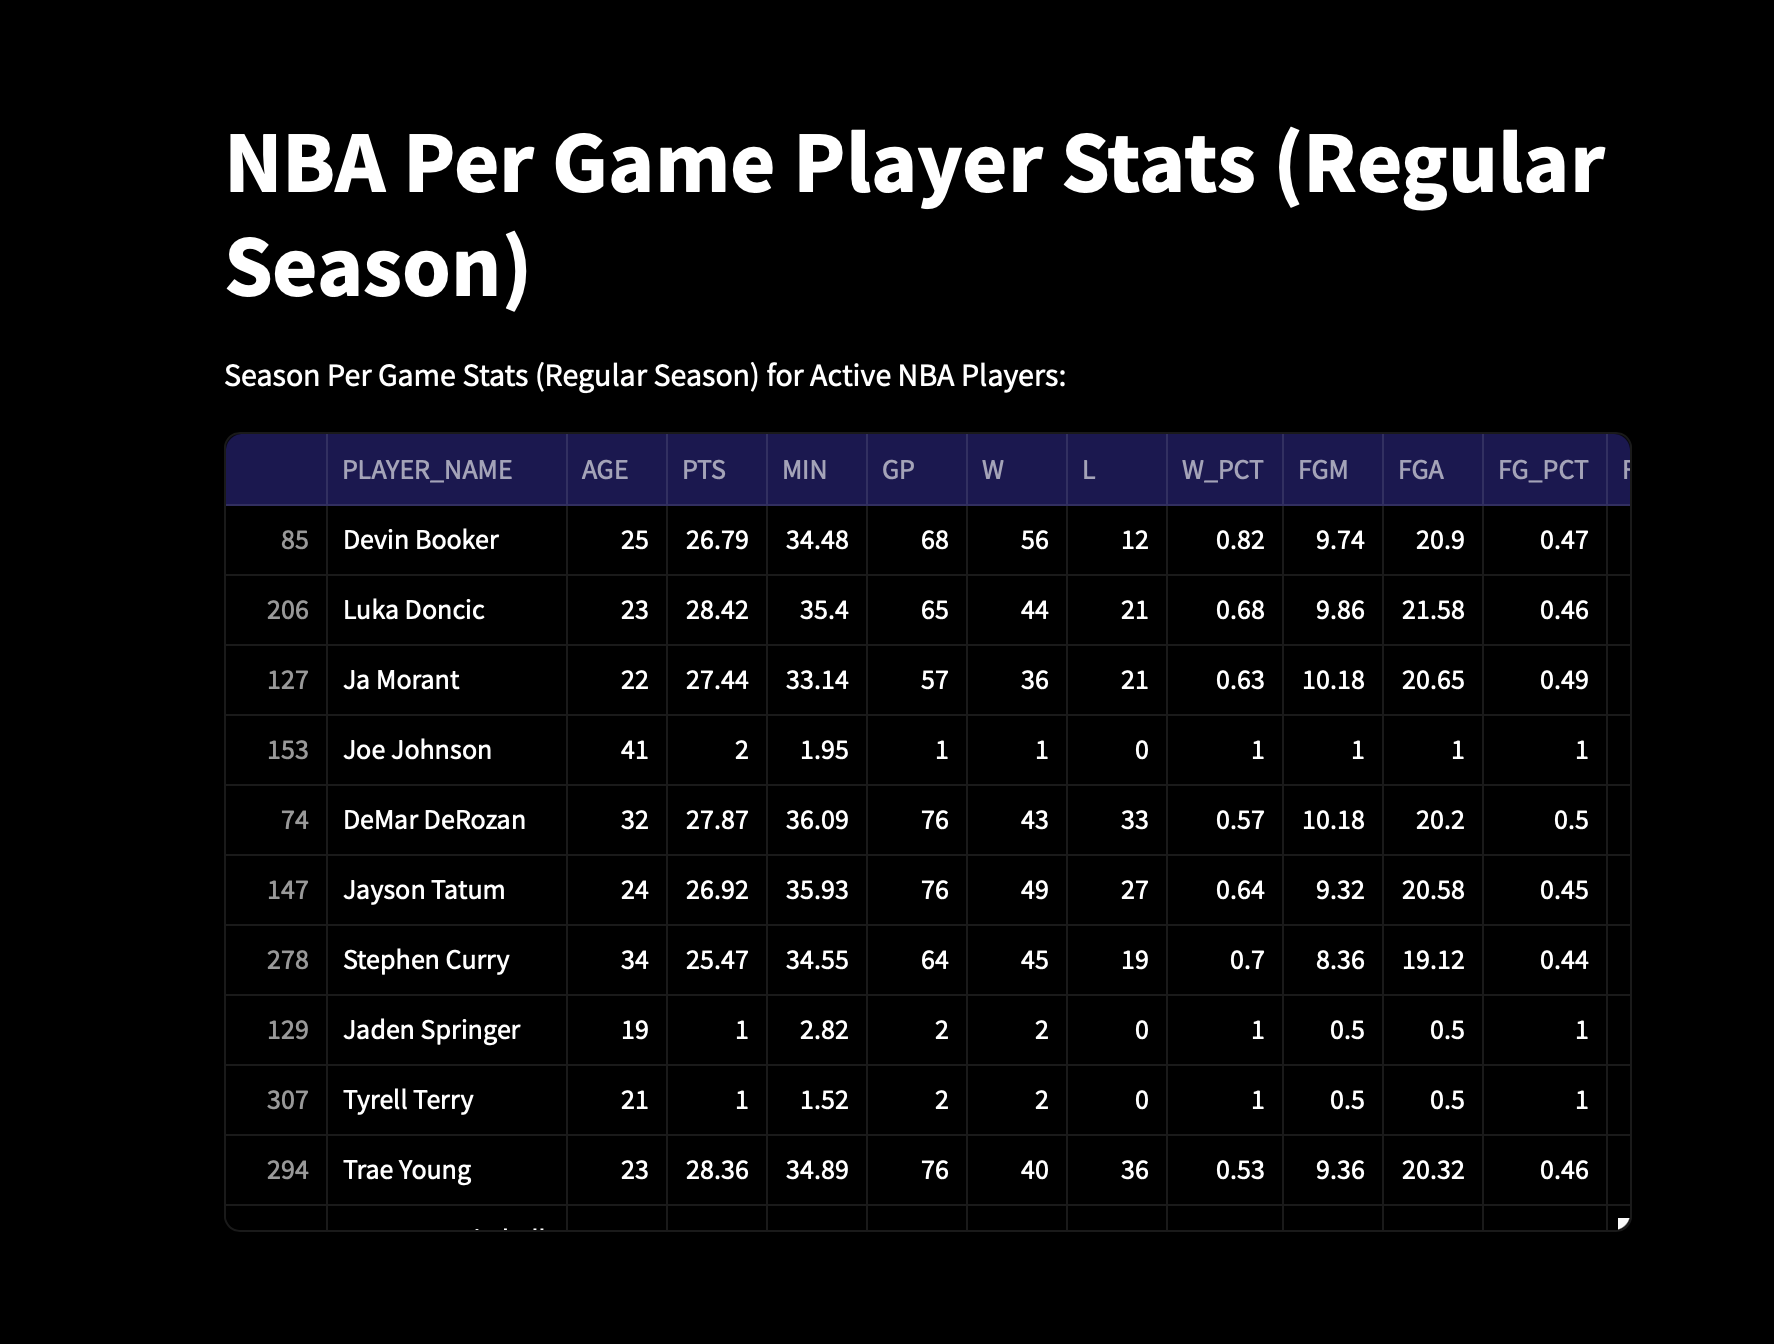 NBA Per Game Player Stats (Regular
Season)
Season Per Game Stats (Regular Season) for Active NBA Players:
PLAYER_NAME AGE PTS MIN GP W L W_PCT FGM FGA FG_PCT
85 Devin Booker 25 26.79 34.48 68 56 12 0.82 9.74 20.9 0.47
206 Luka Doncic 23 28.42 35.4 65 44 21 0.68 9.86 21.58 0.46
127 Ja Morant 22 27.44 33.14 57 36 21 0.63 10.18 20.65 0.49
153 Joe Johnson 41 2 1.95 1 1 0 1 1 1 1
74 DeMar DeRozan 32 27.87 36.09 76 43 33 0.57 10.18 20.2 0.5
147 Jayson Tatum 24 26.92 35.93 76 49 27 0.64 9.32 20.58 0.45
278 Stephen Curry 34 25.47 34.55 64 45 19 0.7 8.36 19.12 0.44
129 Jaden Springer 19 1 2.82 2 2 0 1 0.5 0.5 1
307 Tyrell Terry 21 1 1.52 2 2 0 1 0.5 0.5 1
294 Trae Young 23 28.36 34.89 76 40 36 0.53 9.36 20.32 0.46